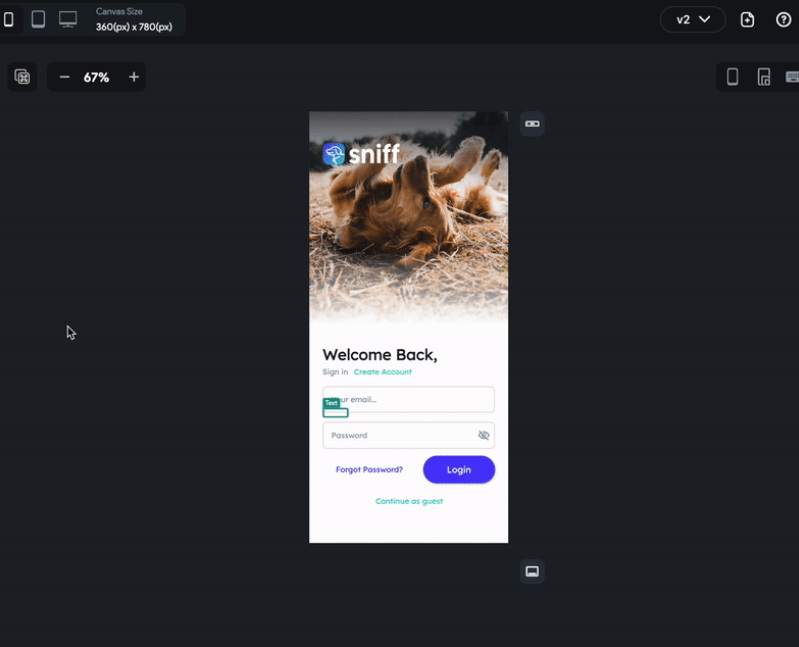 Canvas Size
360(px) x 780(px)
v2
67%
sniff
Welcome Back,
Sign in Create Account
Text
email...
Password
Forgot Password?
Login
Continue as guest